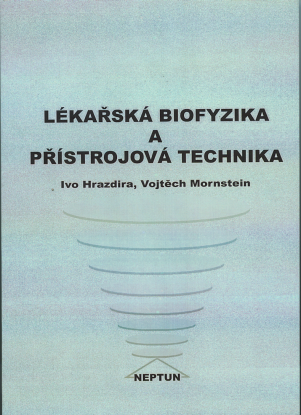 LÉKAŘSKÁ BIOFYZIKA
A
PŘÍSTROJOVÁ TECHNIKA
Ivo Hrazdira, Vojtěch Mornstein
NEPTUN